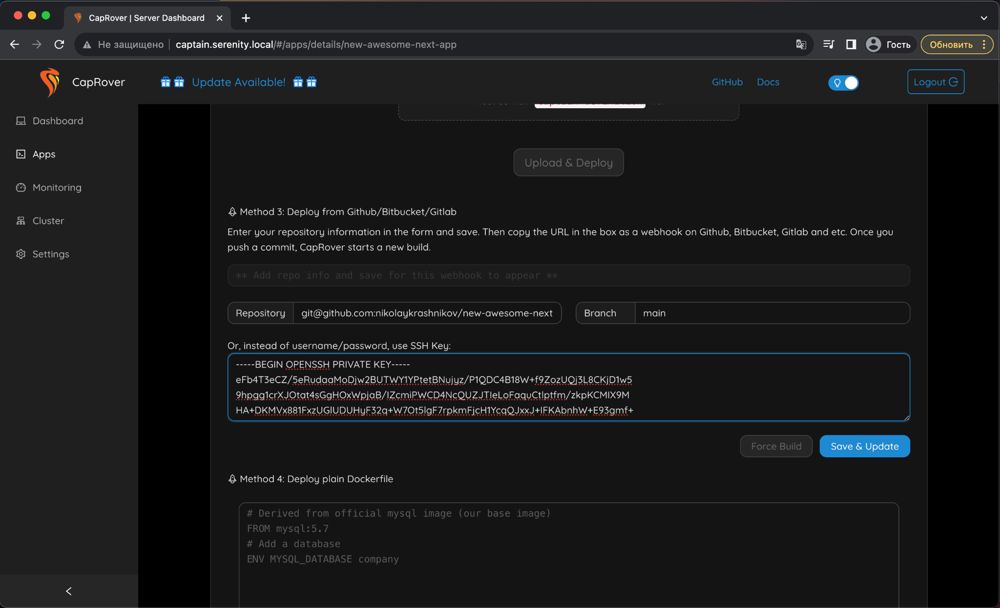 CapRover | Server Dashboard
Не защищено
captain.serenity.local/#/apps/details/new-awesome-next-app
Гость
Обновить
CapRover
Update Available!
GitHub
Docs
Logout
Dashboard
Apps
Monitoring
Cluster
Settings
Upload & Deploy
Method 3: Deploy from Github/Bitbucket/Gitlab
Enter your repository information in the form and save. Then copy the URL in the box as a webhook on Github, Bitbucket, Gitlab and etc. Once you
push a commit, CapRover starts a new build.
** Add repo info and save for this webhook to appear **
Repository
git@github.com:nikolaykrashnikov/new-awesome-next
Branch
main
Or, instead of username/password, use SSH Key:
-----BEGIN OPENSSH PRIVATE KEY-----
eFb4T3eCZ/5eRudaaMoDjw2BUTWY1YPtetBNujyz/P1QDC4B18W+f9ZozUQj3L8CKjD1w5
9hpgg1crXJOtat4sGgHOxWpjaB/IZcmiPWCD4NcQUZJTIeLoFaquCtlptfm/zkpKCMIX9M
HA+DKMVx881FxzUGlUDUHyF32q+W7Ot5lgF7rpkmFjcH1YcqQJxxJ+IFKAbnhW+E93gmf+
Force Build
Save & Update
Method 4: Deploy plain Dockerfile
# Derived from official mysql image (our base image)
FROM mysql:5.7
# Add a database
ENV MYSQL_DATABASE company